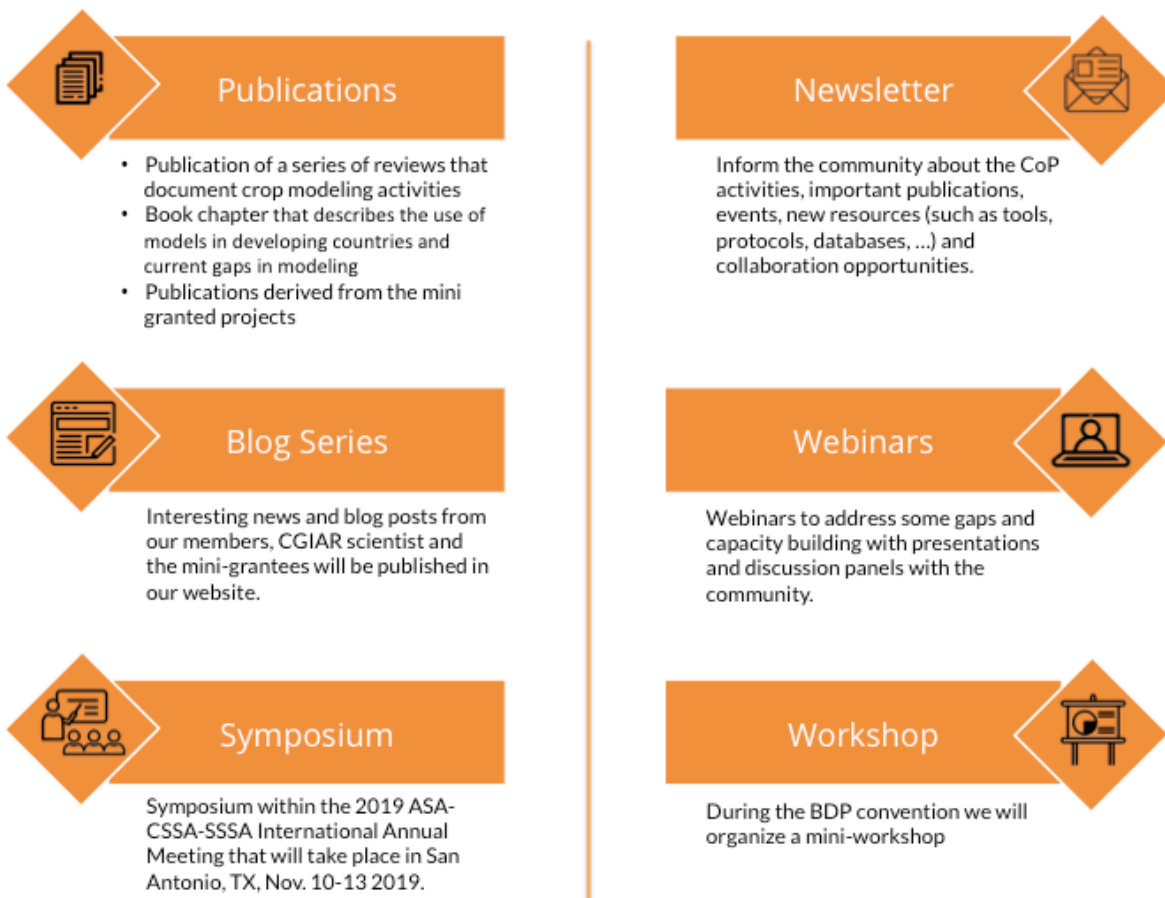 Publications
• Publication of a series of reviews that
document crop modeling activities
• Book chapter that describes the use of
models in developing countries and
current gaps in modeling
• Publications derived from the mini
granted projects
Blog Series
Interesting news and blog posts from
our members, CGIAR scientist and
the mini-grantees will be published in
our website.
Symposium
Symposium within the 2019 ASA-
CSSA-SSSA International Annual
Meeting that will take place in San
Antonio, TX, Nov. 10-13 2019.
Newsletter
Inform the community about the CoP
activities, important publications,
events, new resources (such as tools,
protocols, databases, ...) and
collaboration opportunities.
Webinars
Webinars to address some gaps and
capacity building with presentations
and discussion panels with the
community.
Workshop
During the BDP convention we will
organize a mini-workshop